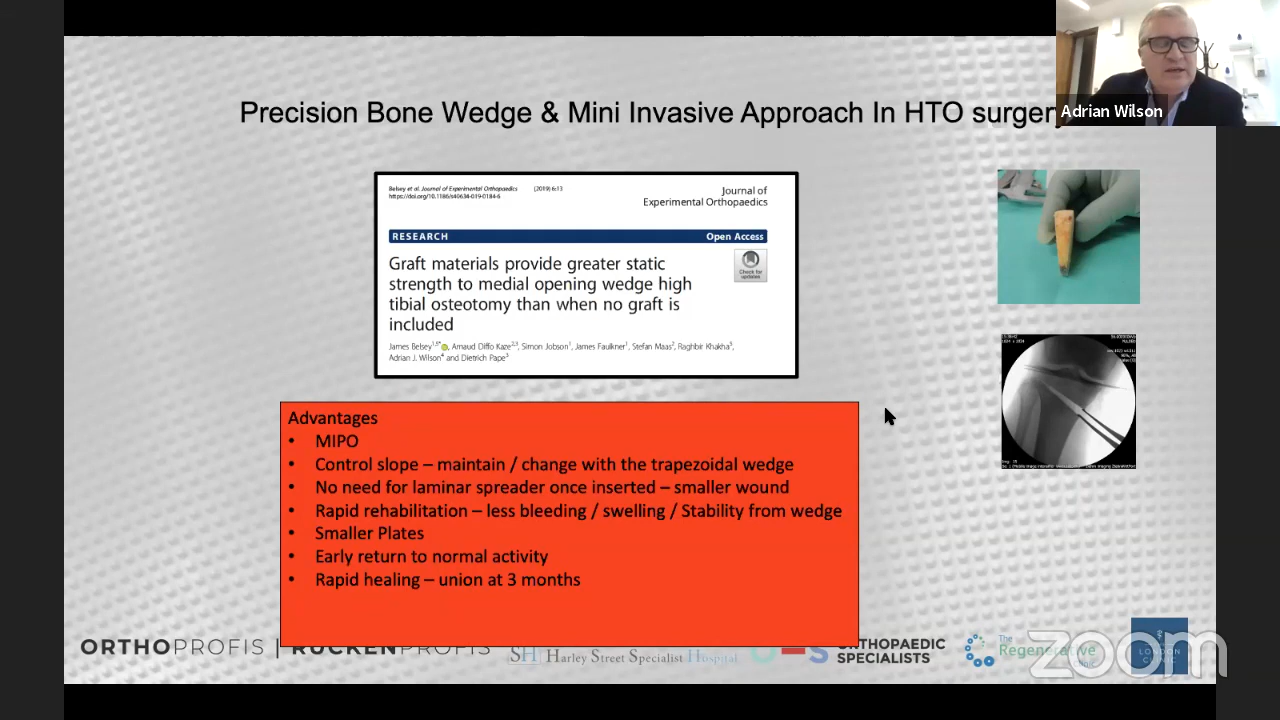 Adrian Wilson
Precision Bone Wedge & Mini Invasive Approach In HTO surgery
Belsey et al. Journal of Experimental Orthopaedics (2019) 6:13
https://doi.org/10.1186/s40634-019-0184-6
Journal of
Experimental Orthopaedics
RESEARCH Open Access
Graft materials provide greater static
strength to medial opening wedge high
tibial osteotomy than when no graft is
included
Check for
updates
James Belsey, Arnaud Diffo Kaze, Simon Jobson, James Faulkner, Stefan Maas, Raghbir Khakha,
Adrian J. Wilson and Dietrich Pape
Advantages
• MIPO
• Control slope – maintain / change with the trapezoidal wedge
• No need for laminar spreader once inserted – smaller wound
• Rapid rehabilitation – less bleeding / swelling / Stability from wedge
• Smaller Plates
• Early return to normal activity
• Rapid healing – union at 3 months
ORTHOPROFIS | RÜCKENPROFIS
SH Harley Street Specialist Hospital
ORTHOPAEDIC
SPECIALISTS
The
Regenerative
clinic
LONDON
CLINIC
zoom